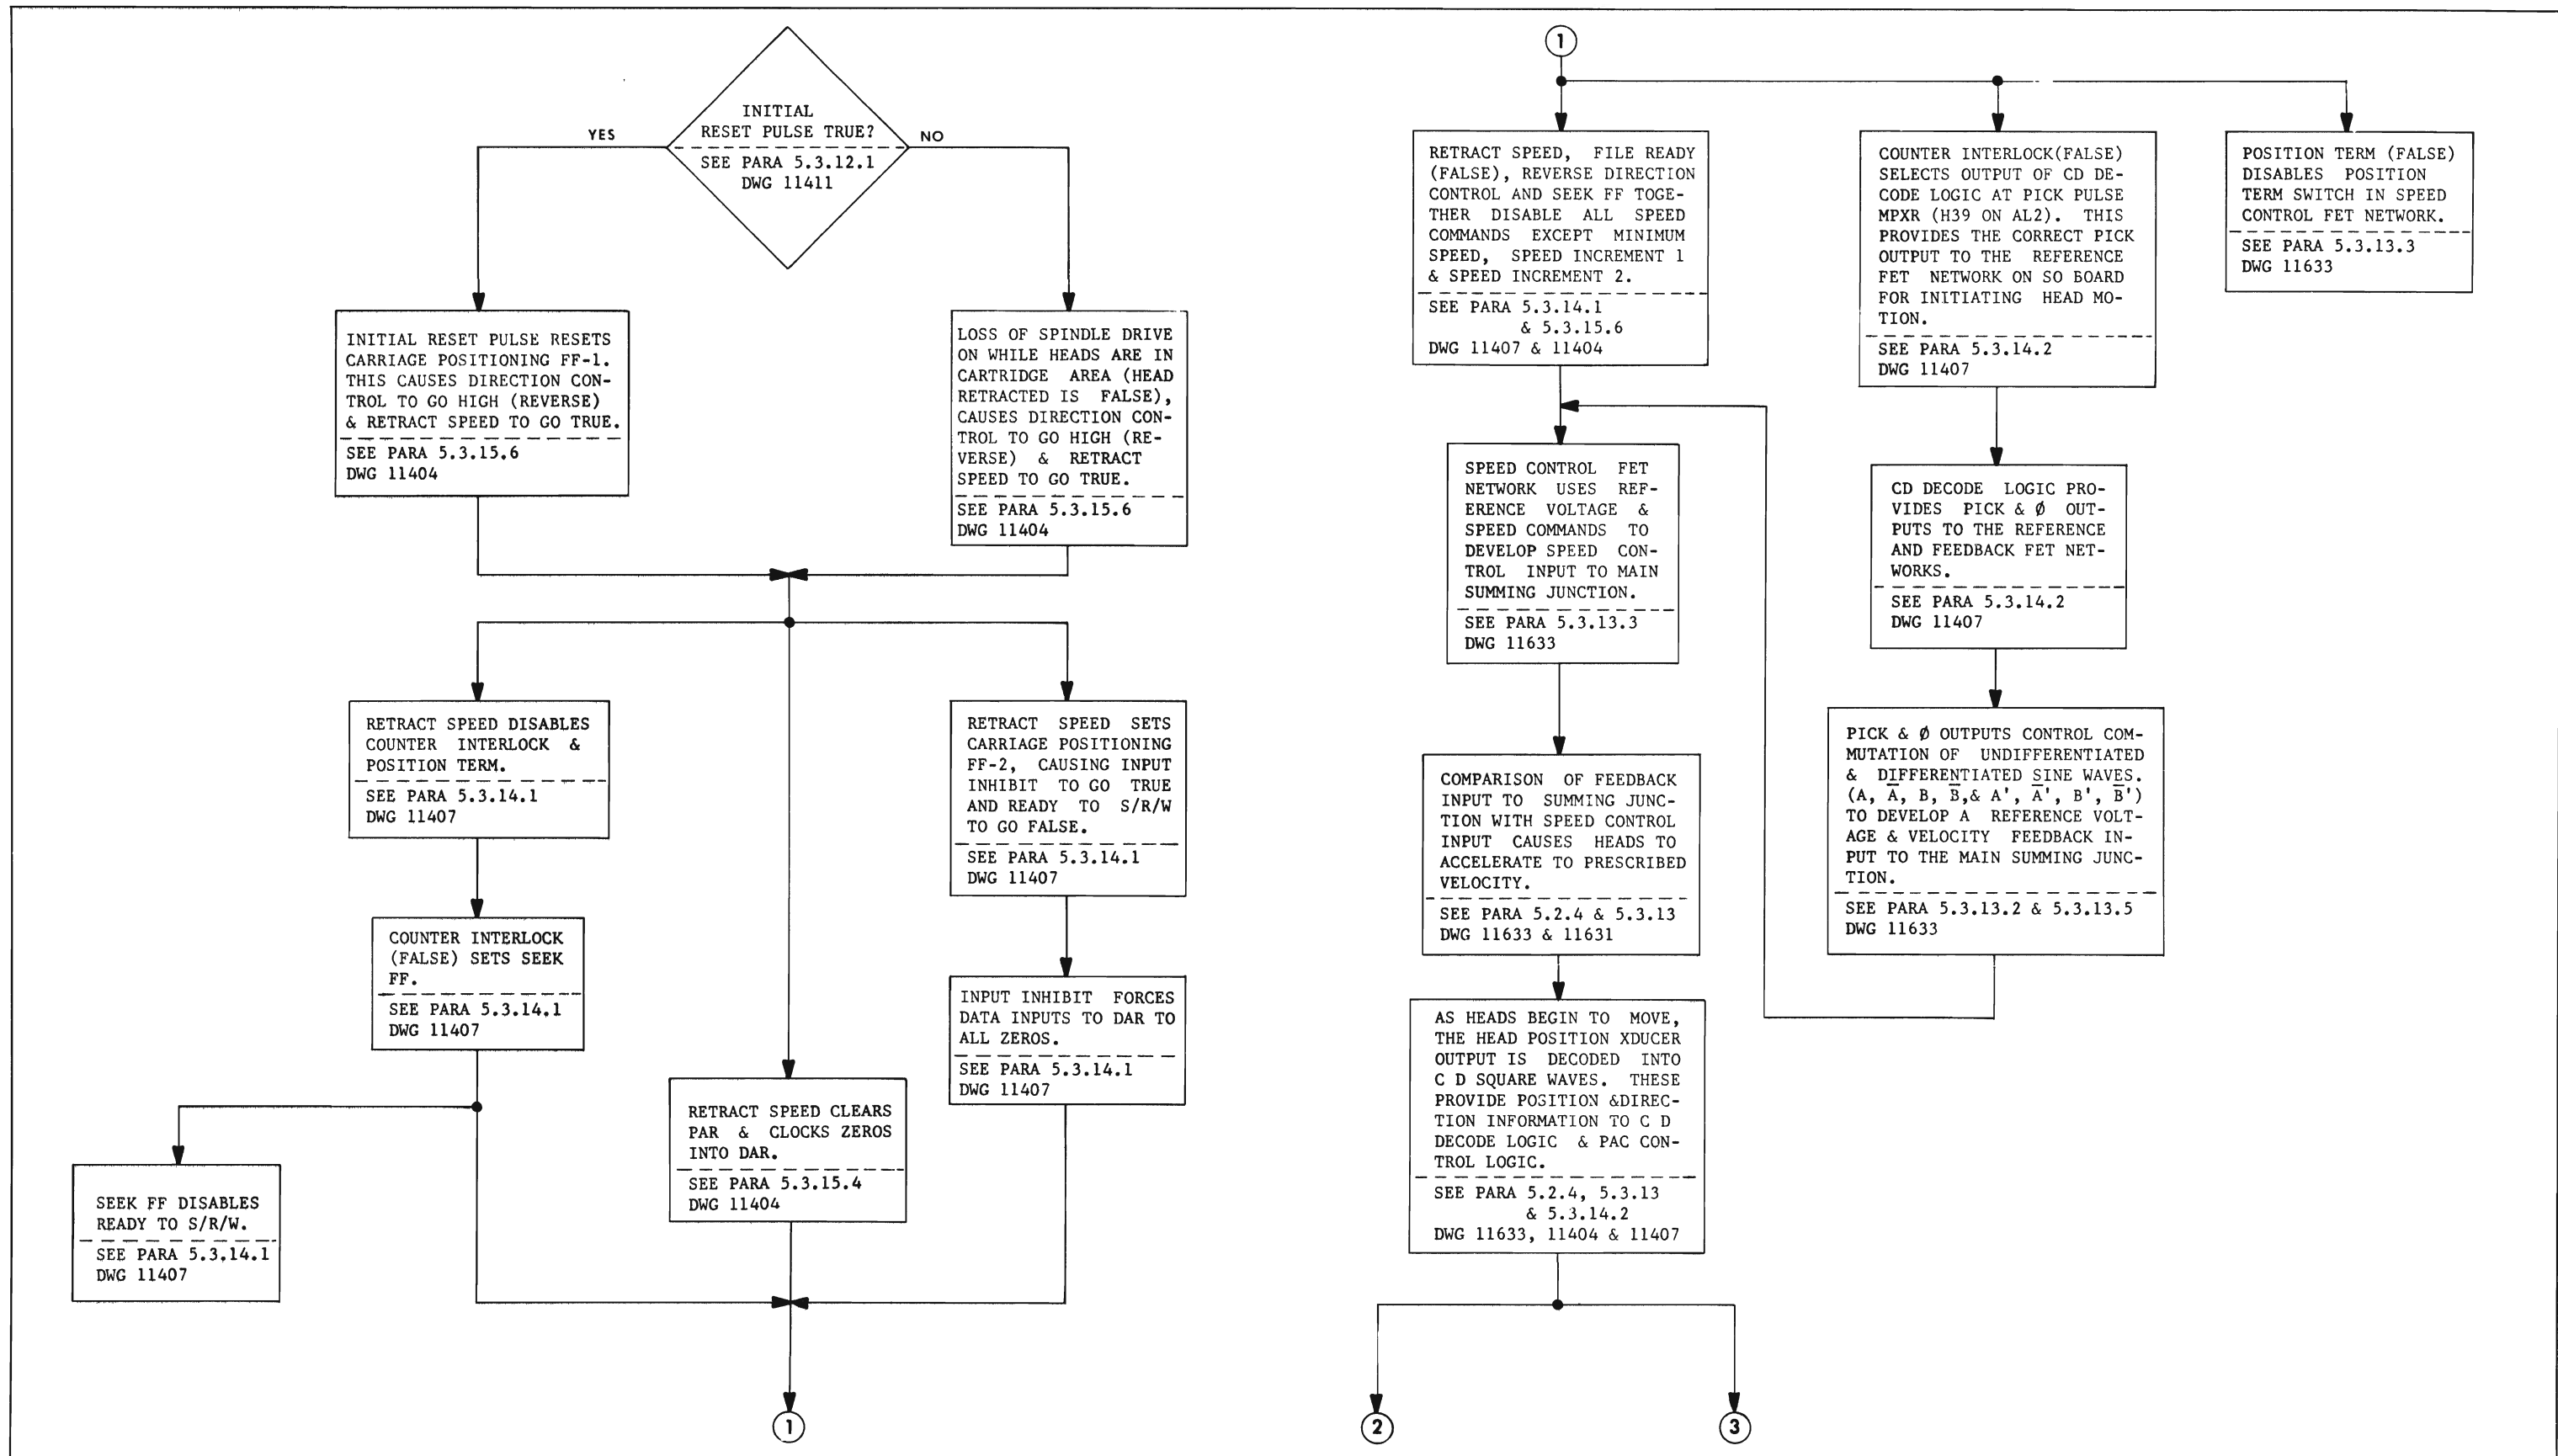 INITIAL
RESET PULSE TRUE?
SEE PARA 5.3.12.1
DWG 11411
YES
NO
INITIAL RESET PULSE RESETS
CARRIAGE POSITIONING FF-1.
THIS CAUSES DIRECTION CON-
TROL TO GO HIGH (REVERSE)
& RETRACT SPEED TO GO TRUE.
SEE PARA 5.3.15.6
DWG 11404
LOSS OF SPINDLE DRIVE
ON WHILE HEADS ARE IN
CARTRIDGE AREA (HEAD
RETRACTED IS FALSE),
CAUSES DIRECTION CON-
TROL TO GO HIGH (RE-
VERSE) & RETRACT
SPEED TO GO TRUE.
SEE PARA 5.3.15.6
DWG 11404
RETRACT SPEED DISABLES
COUNTER INTERLOCK &
POSITION TERM.
SEE PARA 5.3.14.1
DWG 11407
COUNTER INTERLOCK
(FALSE) SETS SEEK
FF.
SEE PARA 5.3.14.1
DWG 11407
SEEK FF DISABLES
READY TO S/R/W.
SEE PARA 5.3.14.1
DWG 11407
RETRACT SPEED CLEARS
PAR & CLOCKS ZEROS
INTO DAR.
SEE PARA 5.3.15.4
DWG 11404
RETRACT SPEED SETS
CARRIAGE POSITIONING
FF-2, CAUSING INPUT
INHIBIT TO GO TRUE
AND READY TO S/R/W
TO GO FALSE.
SEE PARA 5.3.14.1
DWG 11407
INPUT INHIBIT FORCES
DATA INPUTS TO DAR TO
ALL ZEROS.
SEE PARA 5.3.14.1
DWG 11407
1
1
RETRACT SPEED, FILE READY
(FALSE), REVERSE DIRECTION
CONTROL AND SEEK FF TOGE-
THER DISABLE ALL SPEED
COMMANDS EXCEPT MINIMUM
SPEED, SPEED INCREMENT 1
& SPEED INCREMENT 2.
SEE PARA 5.3.14.1
& 5.3.15.6
DWG 11407 & 11404
SPEED CONTROL FET
NETWORK USES REF-
ERENCE VOLTAGE &
SPEED COMMANDS TO
DEVELOP SPEED CON-
TROL INPUT TO MAIN
SUMMING JUNCTION.
SEE PARA 5.3.13.3
DWG 11633
COMPARISON OF FEEDBACK
INPUT TO SUMMING JUNC-
TION WITH SPEED CONTROL
INPUT CAUSES HEADS TO
ACCELERATE TO PRESCRIBED
VELOCITY.
SEE PARA 5.2.4 & 5.3.13
DWG 11633 & 11631
AS HEADS BEGIN TO MOVE,
THE HEAD POSITION XDUCER
OUTPUT IS DECODED INTO
C D SQUARE WAVES. THESE
PROVIDE POSITION &DIREC-
TION INFORMATION TO C D
DECODE LOGIC & PAC CON-
TROL LOGIC.
SEE PARA 5.2.4, 5.3.13
& 5.3.14.2
DWG 11633, 11404 & 11407
2
3
COUNTER INTERLOCK(FALSE)
SELECTS OUTPUT OF CD DE-
CODE LOGIC AT PICK PULSE
MPXR (H39 ON AL2). THIS
PROVIDES THE CORRECT PICK
OUTPUT TO THE REFERENCE
FET NETWORK ON SO BOARD
FOR INITIATING HEAD MO-
TION.
SEE PARA 5.3.14.2
DWG 11407
CD DECODE LOGIC PRO-
VIDES PICK & Ø OUT-
PUTS TO THE REFERENCE
AND FEEDBACK FET NET-
WORKS.
SEE PARA 5.3.14.2
DWG 11407
PICK & Ø OUTPUTS CONTROL COM-
MUTATION OF UNDIFFERENTIATED
& DIFFERENTIATED SINE WAVES.
(A, A̅, B, B̅,& A', A̅', B', B̅')
TO DEVELOP A REFERENCE VOLT-
AGE & VELOCITY FEEDBACK IN-
PUT TO THE MAIN SUMMING JUNC-
TION.
SEE PARA 5.3.13.2 & 5.3.13.5
DWG 11633
POSITION TERM (FALSE)
DISABLES POSITION
TERM SWITCH IN SPEED
CONTROL FET NETWORK.
SEE PARA 5.3.13.3
DWG 11633